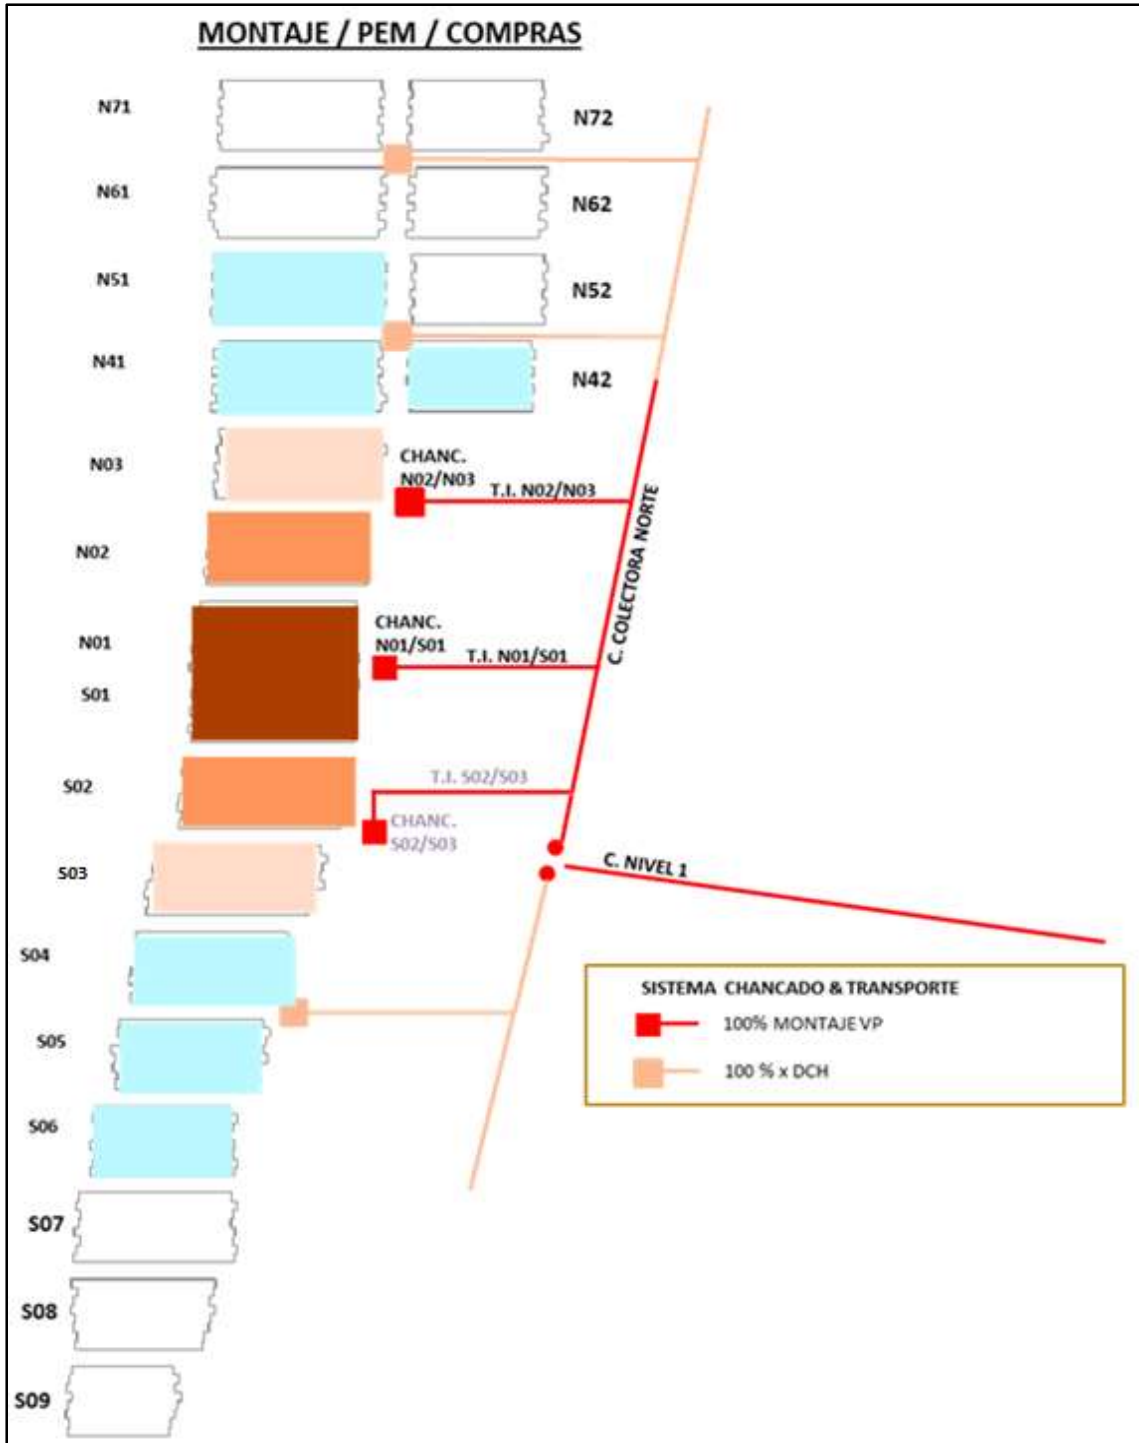 MONTAJE / PEM / COMPRAS
N71
N72
N61
N62
N51
N52
N41
N42
N03
CHANC.
N02/N03
T.I. N02/N03
N02
C. COLECTORA NORTE
N01
CHANC.
N01/S01
T.I. N01/S01
S01
S02
T.I. S02/S03
CHANC.
S02/S03
S03
C. NIVEL 1
S04
SISTEMA CHANCADO & TRANSPORTE
100% MONTAJE VP
100 % x DCH
S05
S06
S07
S08
S09